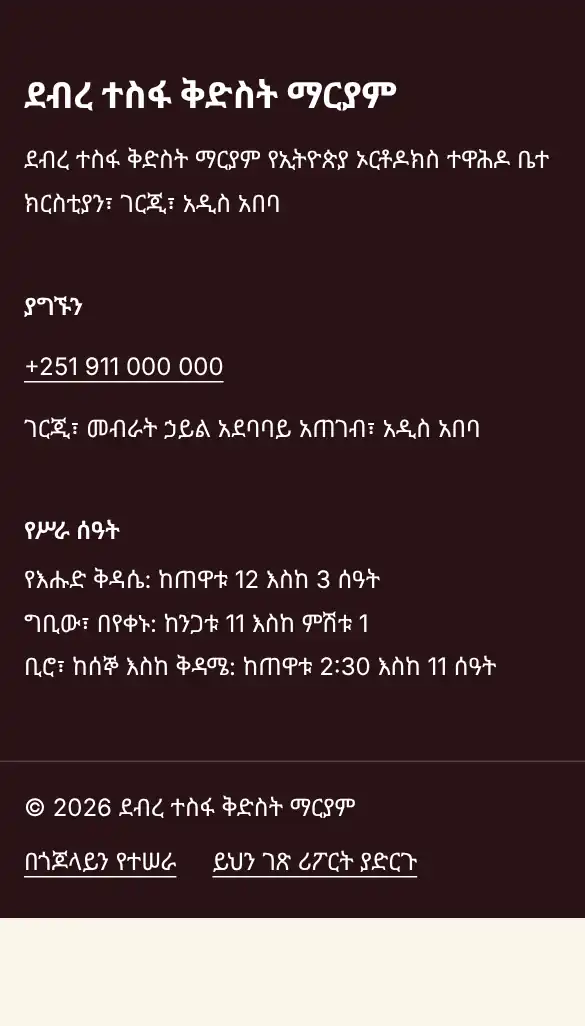 ደብረ ተስፋ ቅድስት ማርያም
ደብረ ተስፋ ቅድስት ማርያም የኢትዮጵያ ኦርቶዶክስ ተዋሕዶ ቤተ
ክርስቲያን፣ ገርጂ፣ አዲስ አበባ
ያግኙን
+251 911 000 000
ገርጂ፣ መብራት ኃይል አደባባይ አጠገብ፣ አዲስ አበባ
የሥራ ሰዓት
የእሑድ ቅዳሴ: ከጠዋቱ 12 እስከ 3 ሰዓት
ግቢው፣ በየቀኑ: ከንጋቱ 11 እስከ ምሽቱ 1
ቢሮ፣ ከሰኞ እስከ ቅዳሜ: ከጠዋቱ 2:30 እስከ 11 ሰዓት
© 2026 ደብረ ተስፋ ቅድስት ማርያም
በጎጆላይን የተሠራ ይህን ገጽ ሪፖርት ያድርጉ